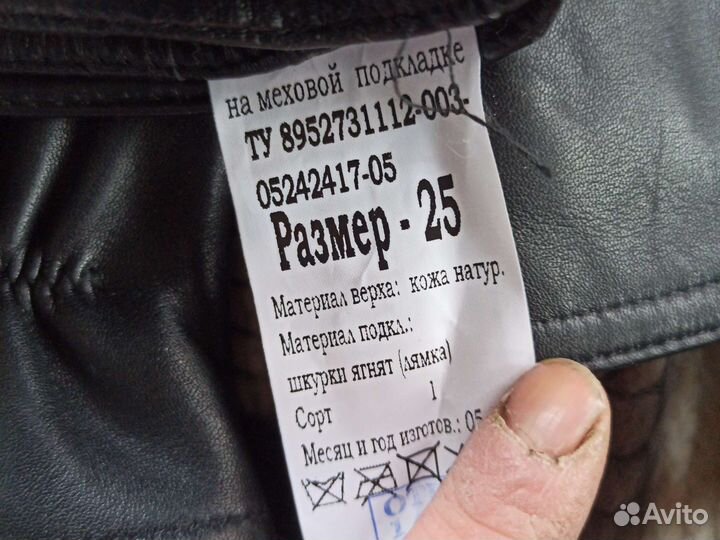 на меховой подкладке
ТУ 8952731112-003-
05242417-05
Размер - 25
Материал верха: кожа натур.
Материал подкл.:
шкурки ягнят (лямка)
Сорт 1
Месяц и год изготов.: 05
Avito